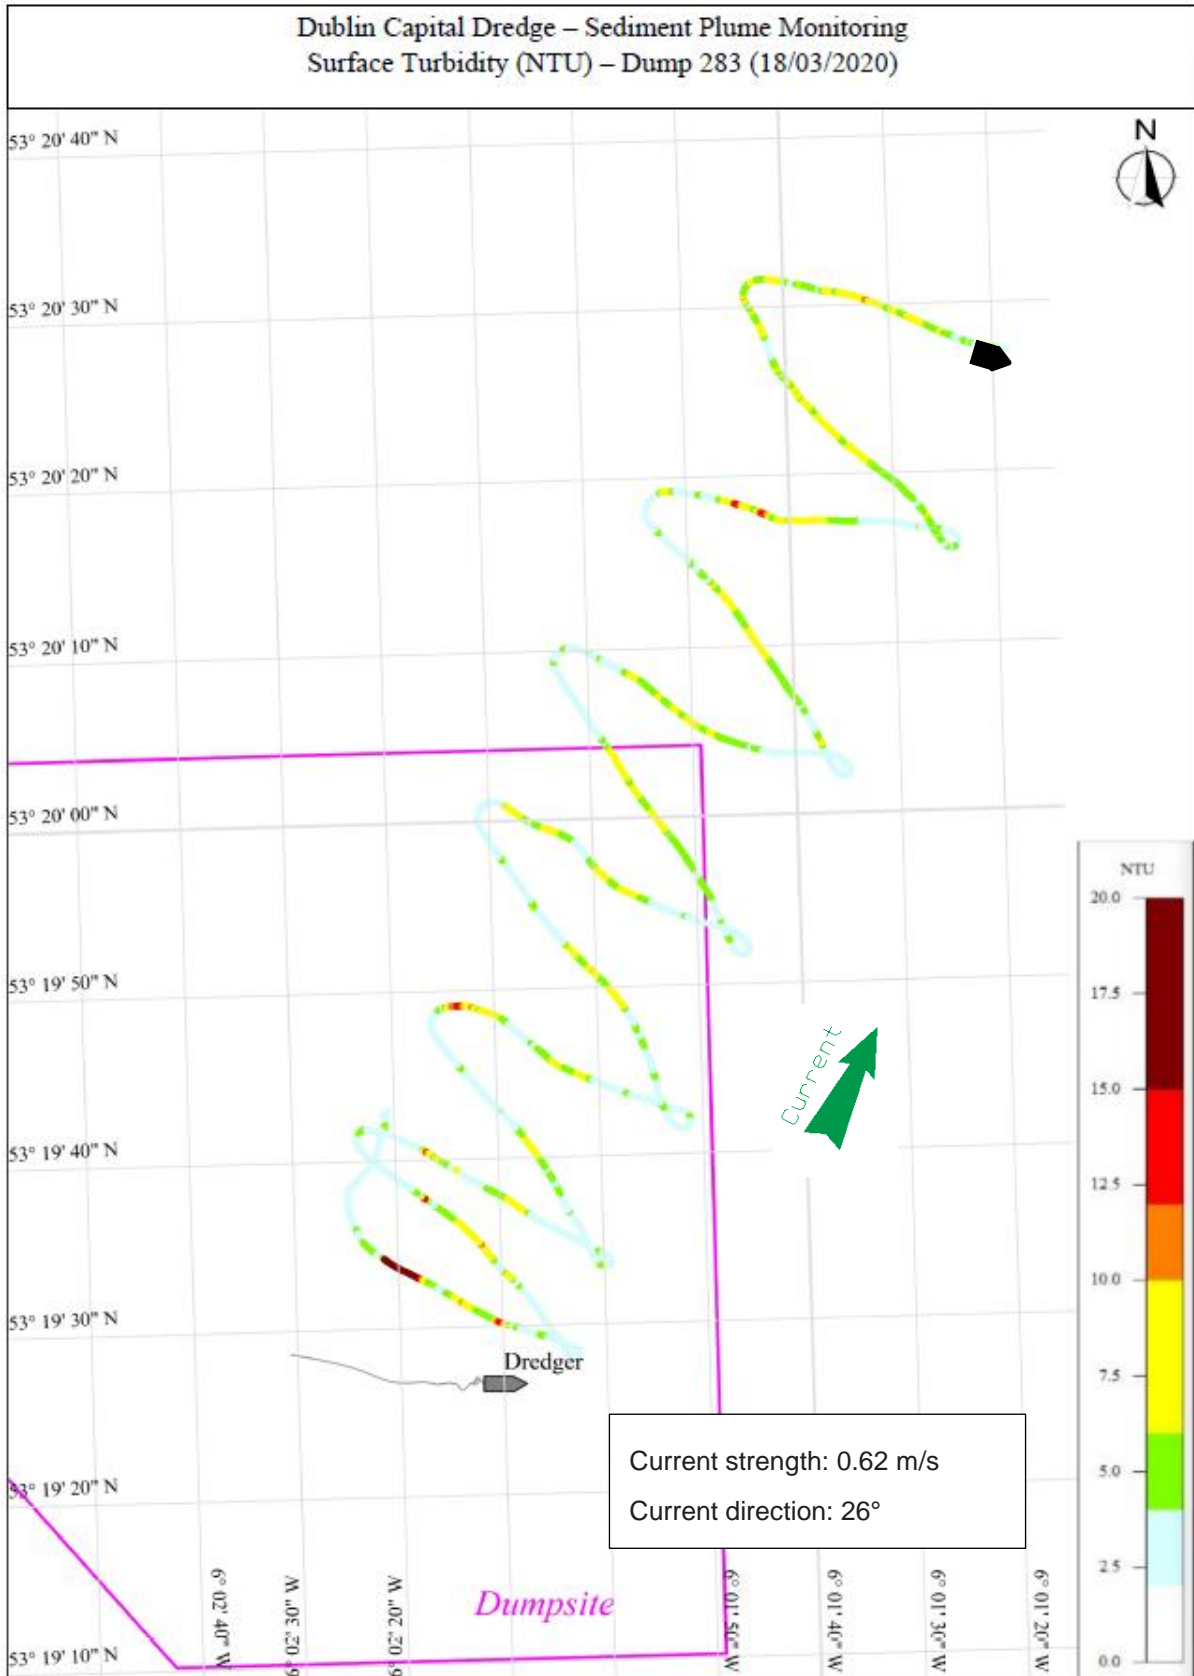 Dublin Capital Dredge – Sediment Plume Monitoring
Surface Turbidity (NTU) – Dump 283 (18/03/2020)
N
53° 20' 40" N
53° 20' 30" N
53° 20' 20" N
53° 20' 10" N
53° 20' 00" N
53° 19' 50" N
53° 19' 40" N
53° 19' 30" N
53° 19' 20" N
53° 19' 10" N
Current
NTU
20.0
17.5
15.0
12.5
10.0
7.5
5.0
2.5
0.0
Dredger
Current strength: 0.62 m/s
Current direction: 26°
Dumpsite
6° 02' 40" W
6° 02' 30" W
6° 02' 20" W
6° 01' 50" W
6° 01' 40" W
6° 01' 30" W
6° 01' 20" W